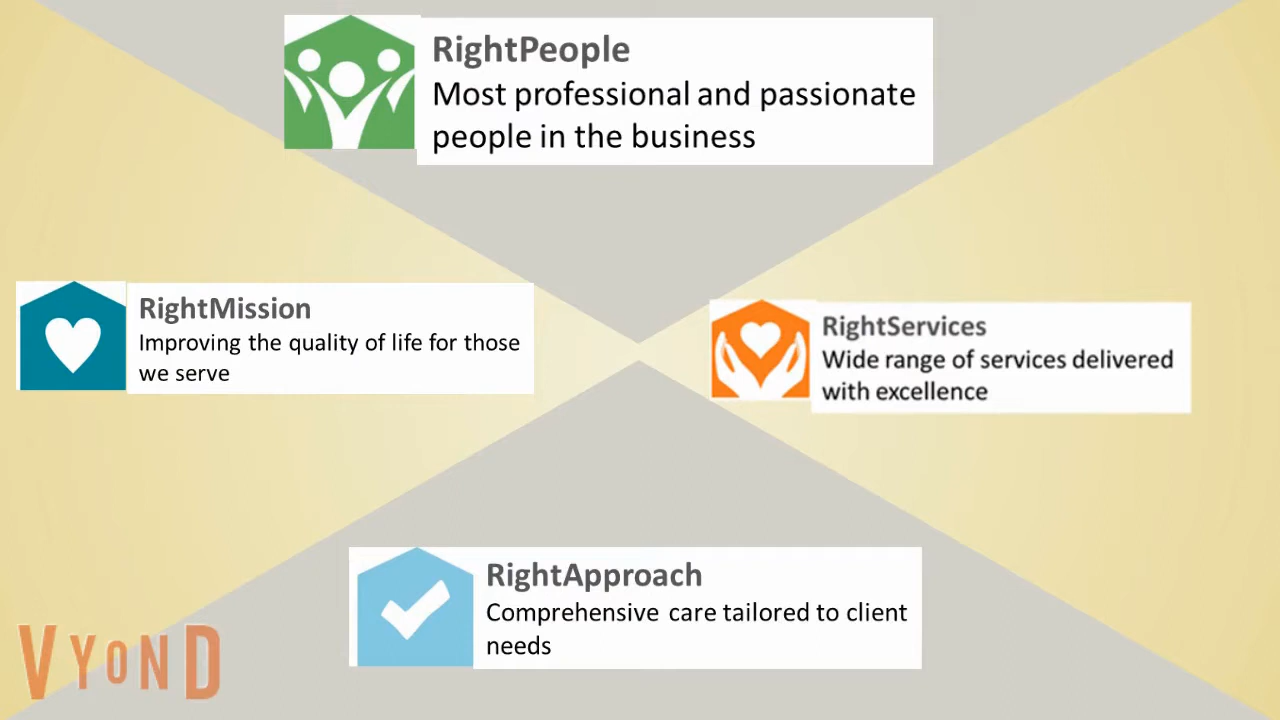 RightPeople
Most professional and passionate
people in the business
RightMission
Improving the quality of life for those
we serve
RightServices
Wide range of services delivered
with excellence
RightApproach
Comprehensive care tailored to client
needs
VYOND